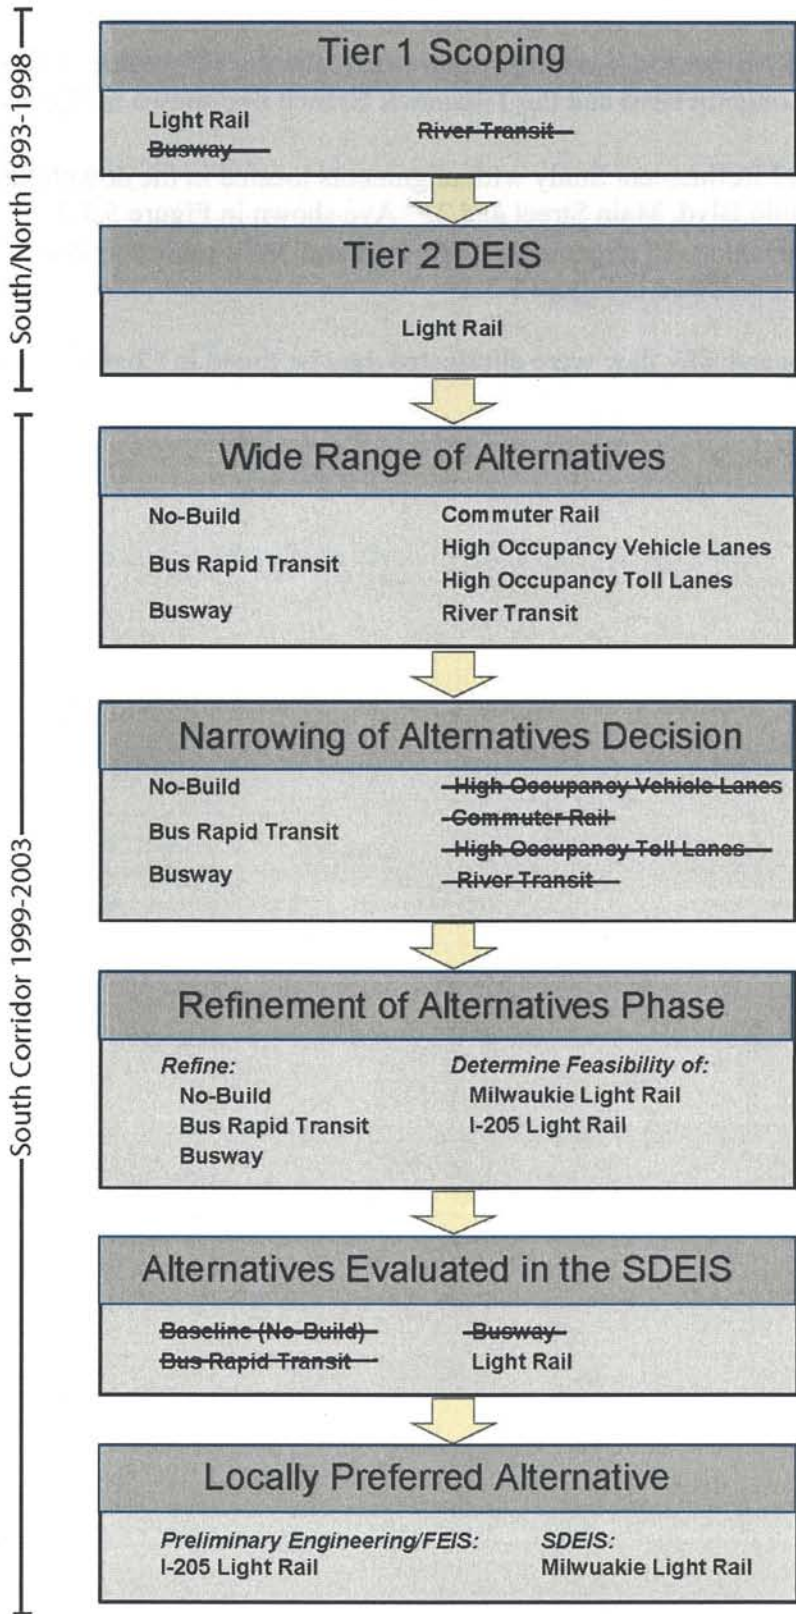 South/North 1993-1998
Tier 1 Scoping
Light Rail
Busway
River Transit
Tier 2 DEIS
Light Rail
South Corridor 1999-2003
Wide Range of Alternatives
No-Build
Bus Rapid Transit
Busway
Commuter Rail
High Occupancy Vehicle Lanes
High Occupancy Toll Lanes
River Transit
Narrowing of Alternatives Decision
No-Build
Bus Rapid Transit
Busway
High Occupancy Vehicle Lanes
Commuter Rail
High Occupancy Toll Lanes
River Transit
Refinement of Alternatives Phase
Refine:
No-Build
Bus Rapid Transit
Busway
Determine Feasibility of:
Milwaukie Light Rail
I-205 Light Rail
Alternatives Evaluated in the SDEIS
Baseline (No-Build)
Bus Rapid Transit
Busway
Light Rail
Locally Preferred Alternative
Preliminary Engineering/FEIS:
I-205 Light Rail
SDEIS:
Milwuakie Light Rail